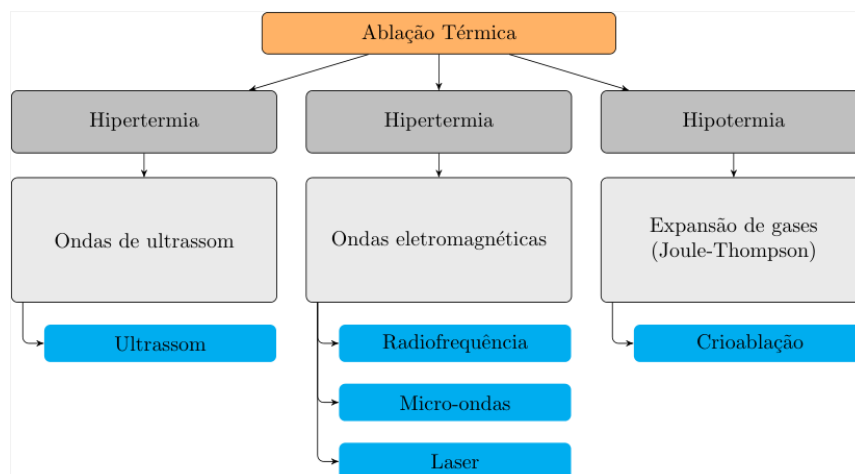 Ablação Térmica
Hipertermia
Hipertermia
Hipotermia
Ondas de ultrassom
Ondas eletromagnéticas
Expansão de gases
(Joule-Thompson)
Ultrassom
Radiofrequência
Crioablação
Micro-ondas
Laser